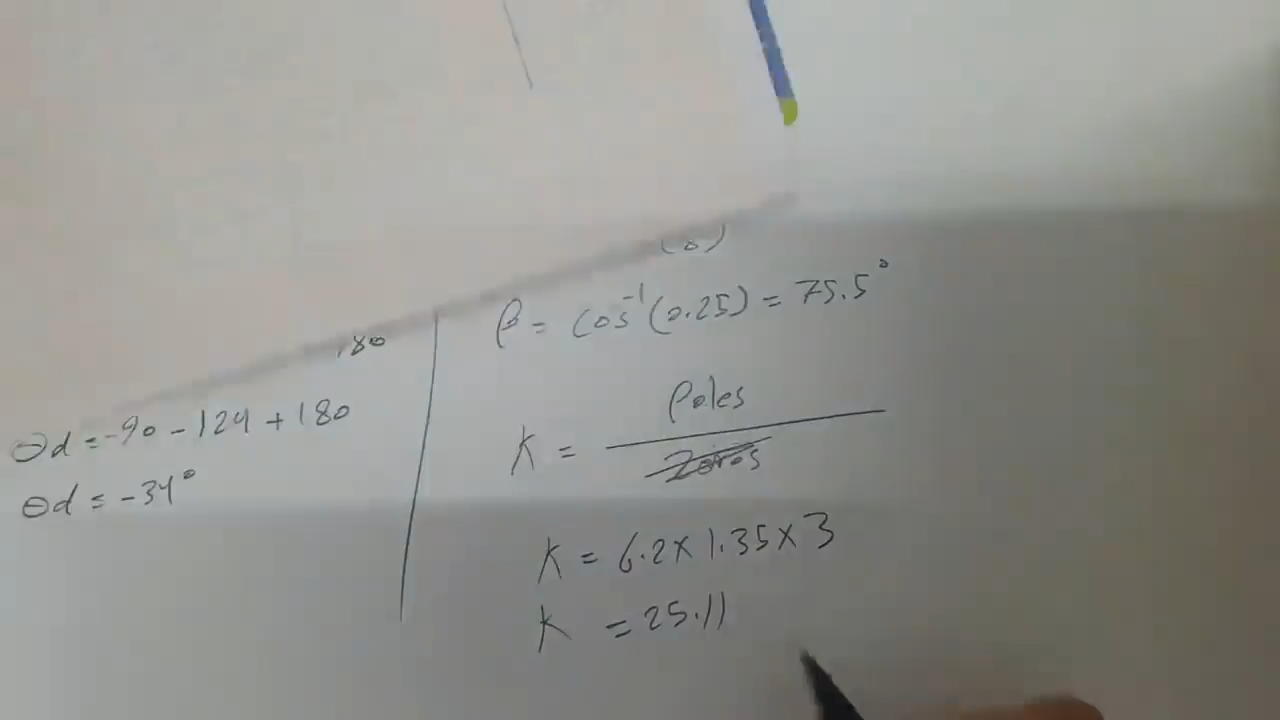 180
θd = -90 - 124 + 180
θd = -34°
(0)
β = cos⁻¹(0.25) = 75.5°
K = Poles / Zeros
K = 6.2 × 1.35 × 3
K = 25.11